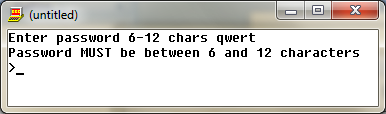 (untitled)
Enter password 6-12 chars qwert
Password MUST be between 6 and 12 characters
>_